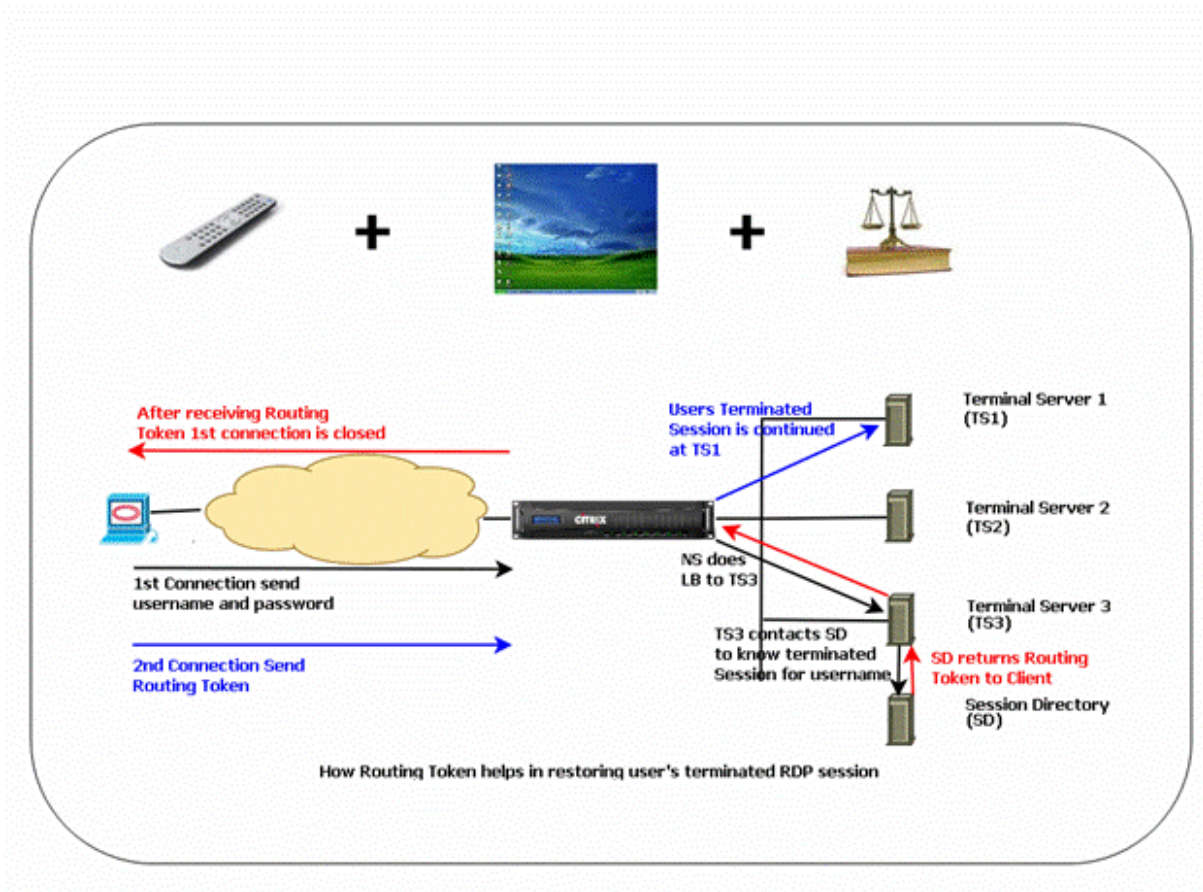 After receiving Routing
Token 1st connection is closed
Users Terminated
Session is continued
at TS1
Terminal Server 1
(TS1)
CITRIX
Terminal Server 2
(TS2)
NS does
LB to TS3
1st Connection send
username and password
Terminal Server 3
(TS3)
TS3 contacts SD
to know terminated
Session for username
2nd Connection Send
Routing Token
SD returns Routing
Token to Client
Session Directory
(SD)
How Routing Token helps in restoring user's terminated RDP session